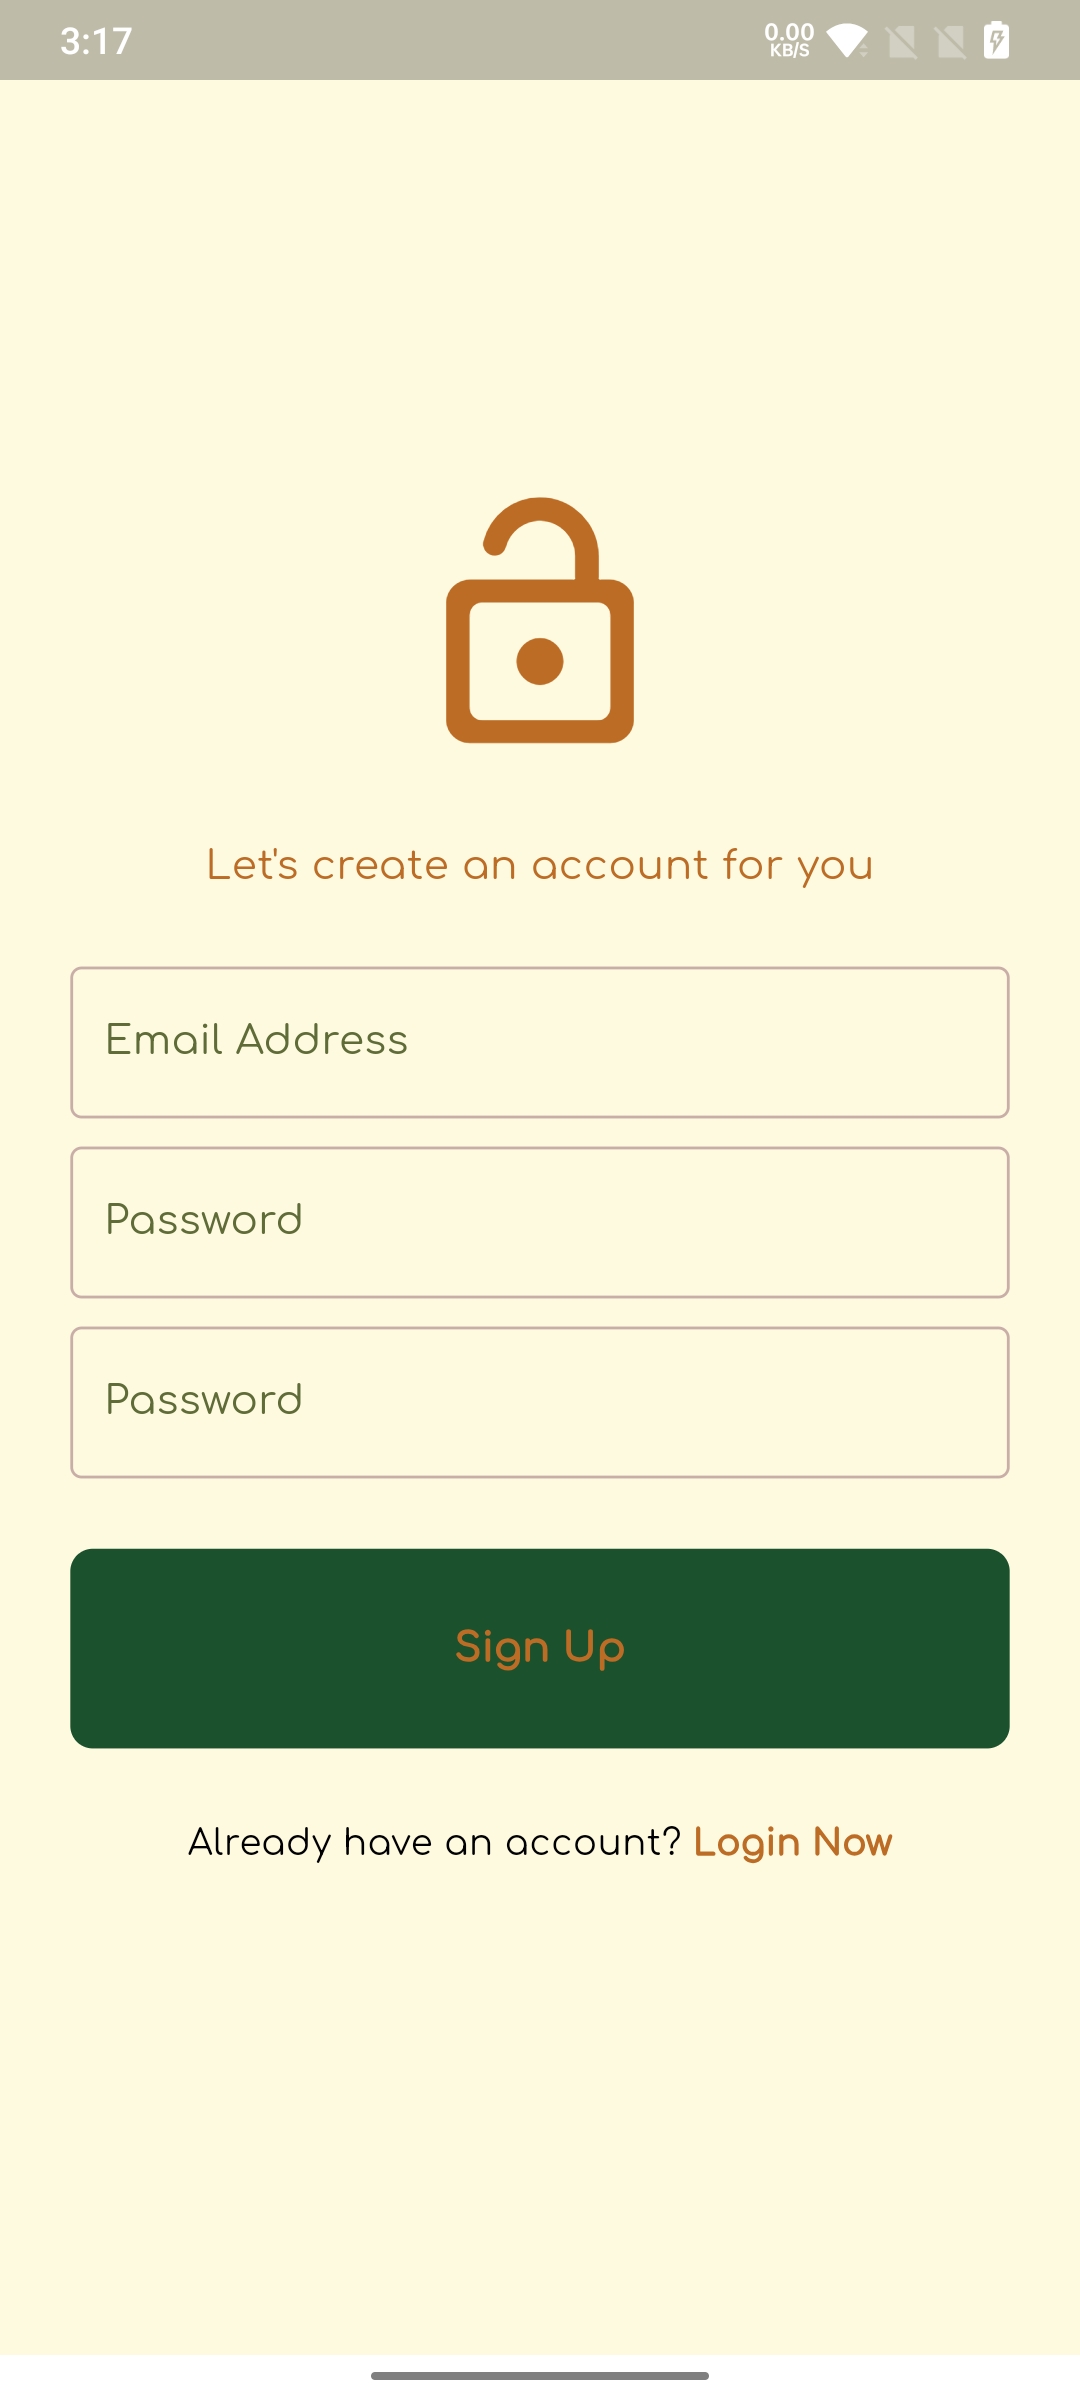 3:17
0.00
KB/S
Let's create an account for you
Email Address
Password
Password
Sign Up
Already have an account? Login Now